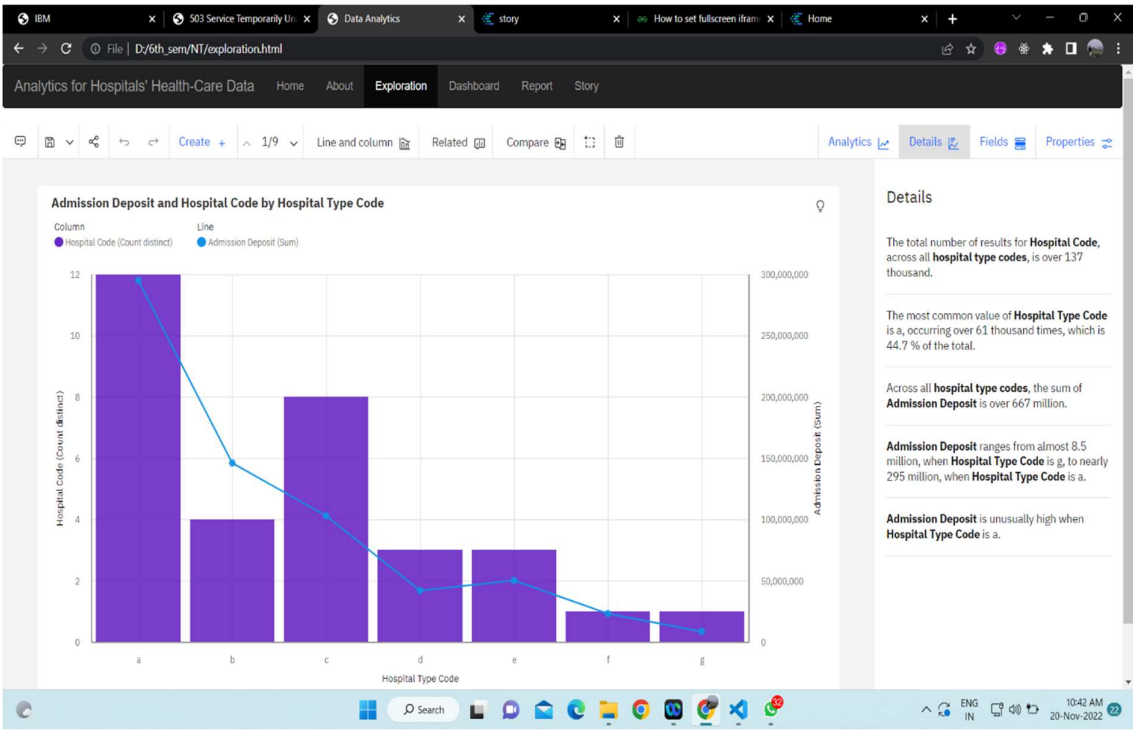 IBM
503 Service Temporarily Un
Data Analytics
story
How to set fullscreen ifram
Home
File | D:/6th_sem/NT/exploration.html
Analytics for Hospitals' Health-Care Data Home About Exploration Dashboard Report Story
Create + 1/9 Line and column Related Compare Analytics Details Fields Properties
Admission Deposit and Hospital Code by Hospital Type Code
Column Line
Hospital Code (Count distinct) Admission Deposit (Sum)
12
10
8
6
4
2
0
Hospital Code (Count distinct)
300,000,000
250,000,000
200,000,000
150,000,000
100,000,000
50,000,000
0
Admission Deposit (Sum)
a b c d e f g
Hospital Type Code
Details
The total number of results for Hospital Code,
across all hospital type codes, is over 137
thousand.
The most common value of Hospital Type Code
is a, occurring over 61 thousand times, which is
44.7 % of the total.
Across all hospital type codes, the sum of
Admission Deposit is over 667 million.
Admission Deposit ranges from almost 8.5
million, when Hospital Type Code is g, to nearly
295 million, when Hospital Type Code is a.
Admission Deposit is unusually high when
Hospital Type Code is a.
Search
32
ENG
IN
10:42 AM
20-Nov-2022
22